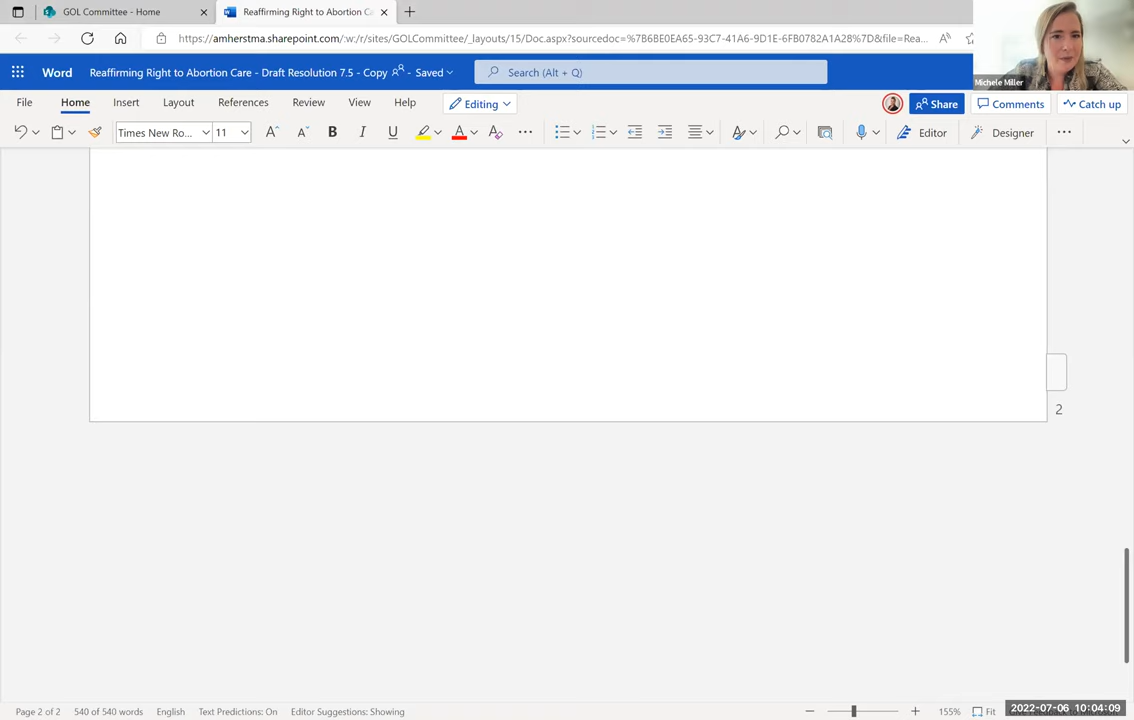 GOL Committee - Home
Reaffirming Right to Abortion C
https://amherstma.sharepoint.com/:w:/r/sites/GOLCommittee/_layouts/15/Doc.aspx?sourcedoc=%7B6BE0EA65-93C7-41A6-9D1E-6FB0782A1A28%7D&file=Rea...
Michele Miller
Word
Reaffirming Right to Abortion Care - Draft Resolution 7.5 - Copy - Saved
Search (Alt + Q)
File
Home
Insert
Layout
References
Review
View
Help
Editing
Share
Comments
Catch up
Times New Ro...
11
B
I
U
A
Editor
Designer
2
Page 2 of 2
540 of 540 words
English
Text Predictions: On
Editor Suggestions: Showing
155%
Fit
2022-07-06 10:04:09